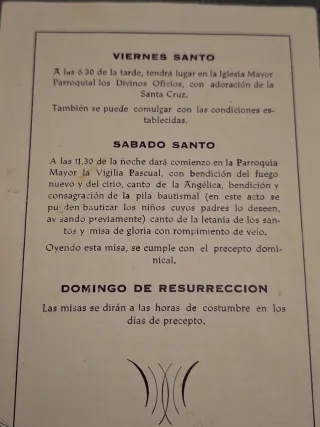 VIERNES SANTO
A las 6.30 de la tarde, tendrá lugar en la Iglesia Mayor
Parroquial los Divinos Oficios, con adoración de la
Santa Cruz.
También se puede comulgar con las condiciones es-
tablecidas.
SABADO SANTO
A las 11,30 de la noche dará comienzo en la Parroquia
Mayor la Vigilia Pascual, con bendición del fuego
nuevo y del cirio, canto de la Angélica, bendición y
consagración de la pila bautismal (en este acto se
pueden bautizar los niños cuyos padres lo deseen,
avisando previamente) canto de la letanía de los san-
tos y misa de gloria con rompimiento de velo.
Oyendo esta misa, se cumple con el precepto domi-
nical.
DOMINGO DE RESURRECCION
Las misas se dirán a las horas de costumbre en los
días de precepto.